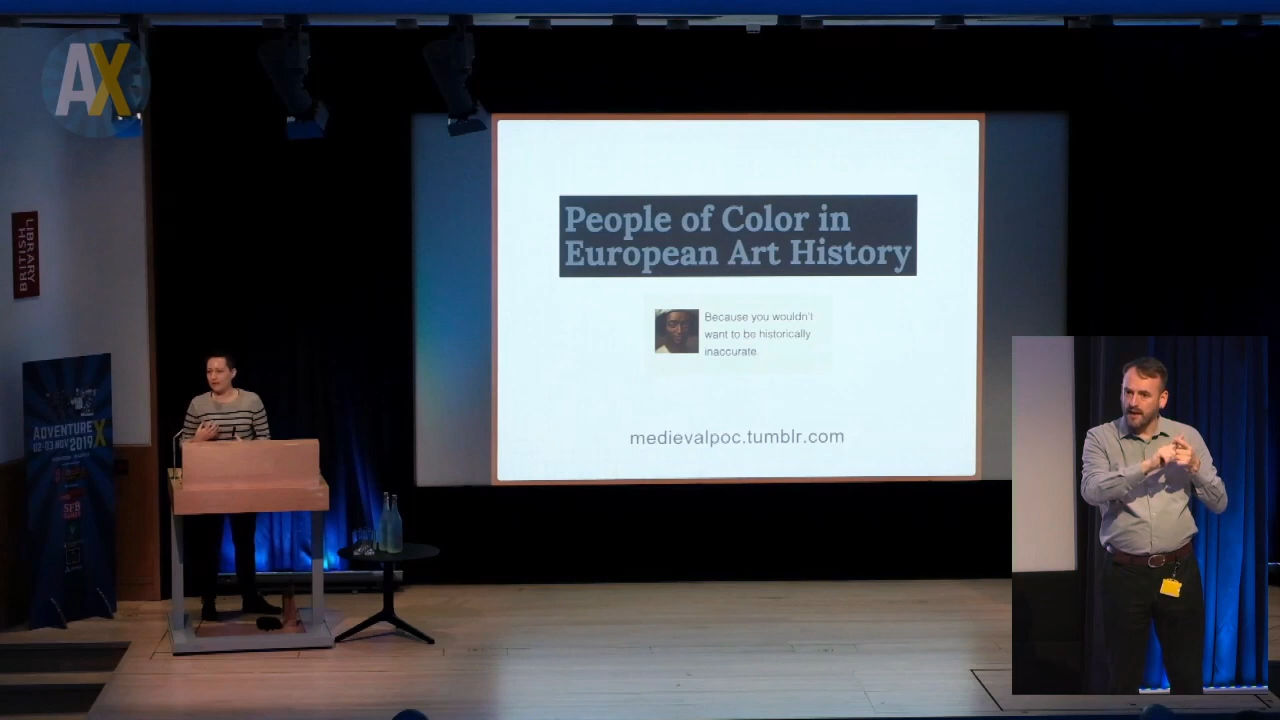 AX
People of Color in
European Art History
Because you wouldn't
want to be historically
inaccurate.
medievalpoc.tumblr.com
LIBRARY
BRITISH
ADVENTURE X
02-03 NOV 2019
SFB